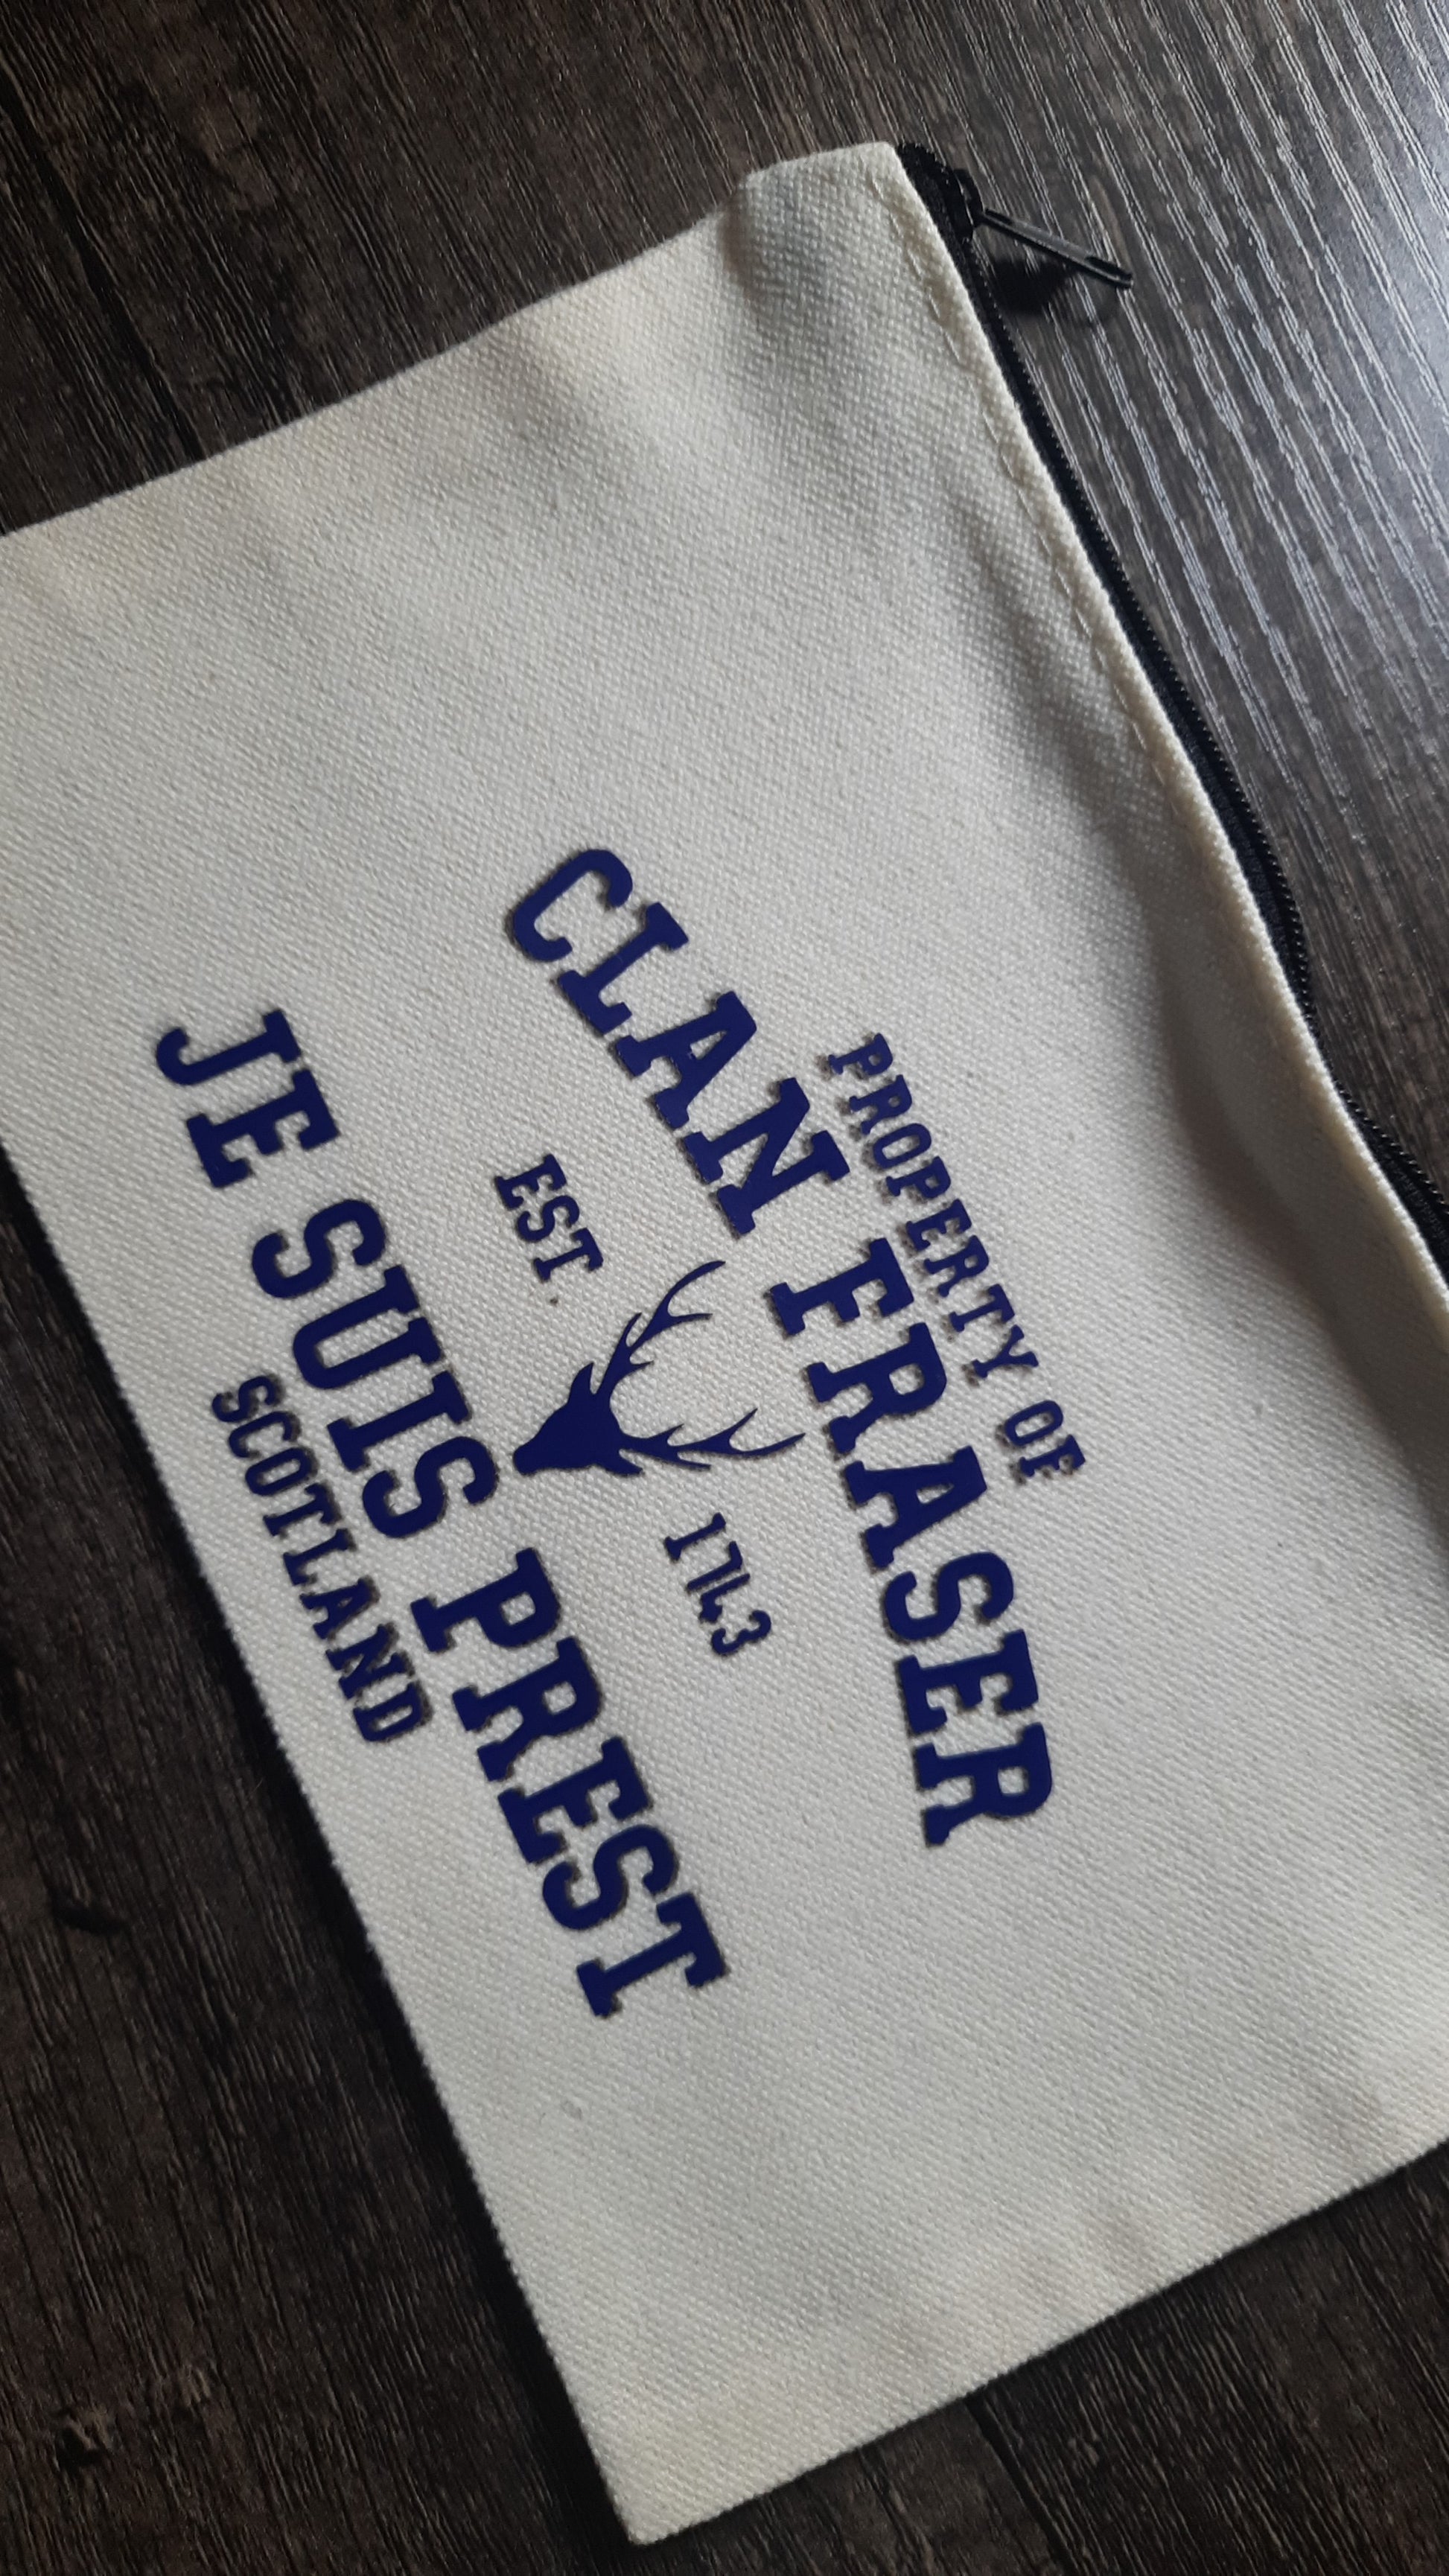 PROPERTY OF
CLAN FRASER
EST 1743
JE SUIS PREST
SCOTLAND